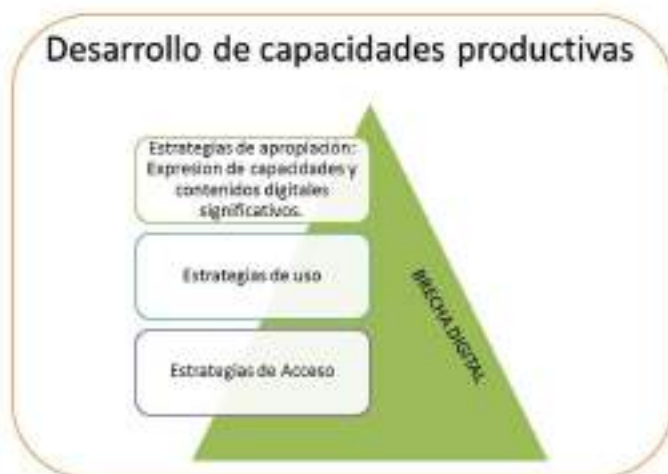 Desarrollo de capacidades productivas
Estrategias de apropiación:
Expresion de capacidades y
contenidos digitales
significativos.
Estrategias de uso
Estrategias de Acceso
BRECHA DIGITAL